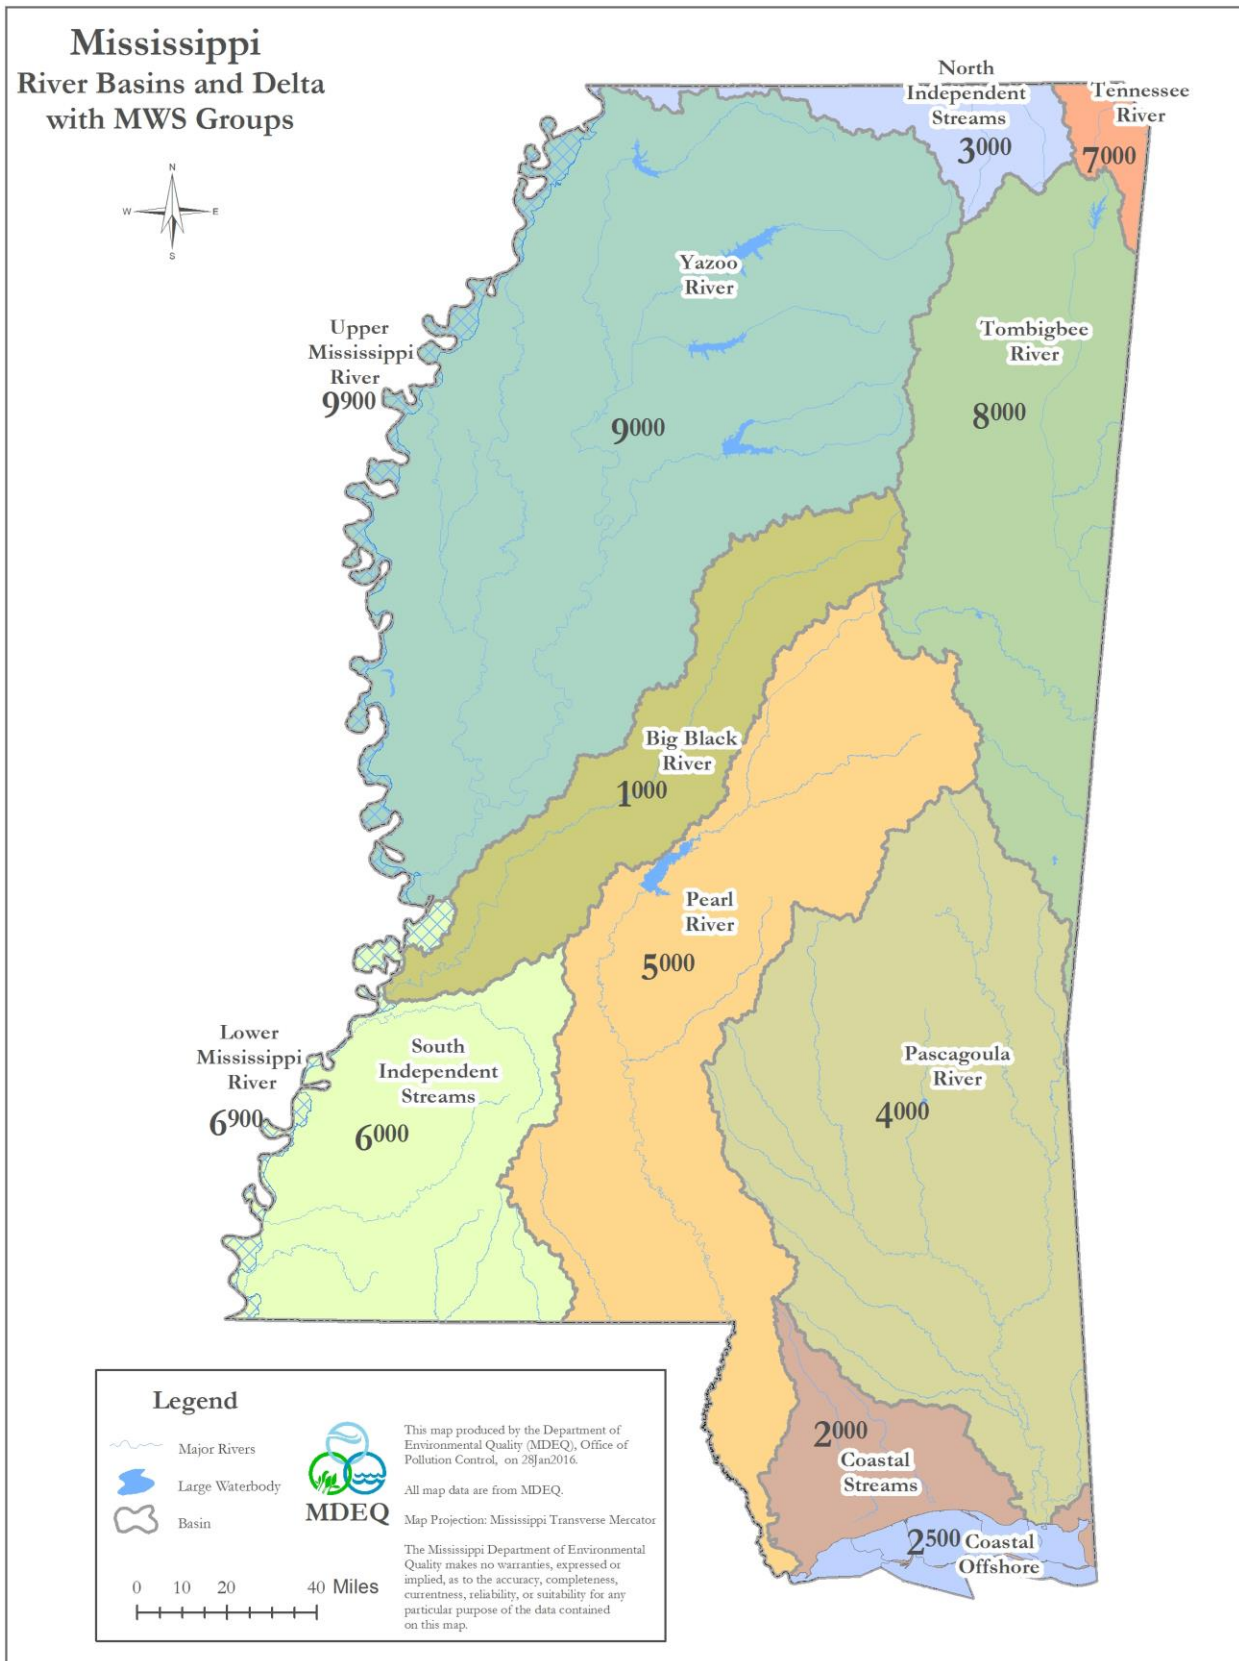 Mississippi
River Basins and Delta
with MWS Groups
N
W E
S
North
Independent
Streams
3000
Tennessee
River
7000
Yazoo
River
9000
Upper
Mississippi
River
9900
Tombigbee
River
8000
Big Black
River
1000
Pearl
River
5000
Lower
Mississippi
River
6900
South
Independent
Streams
6000
Pascagoula
River
4000
2000
Coastal
Streams
2500 Coastal
Offshore
Legend
Major Rivers
Large Waterbody
Basin
0 10 20 40 Miles
MDEQ
This map produced by the Department of
Environmental Quality (MDEQ), Office of
Pollution Control, on 28Jan2016.
All map data are from MDEQ.
Map Projection: Mississippi Transverse Mercator
The Mississippi Department of Environmental
Quality makes no warranties, expressed or
implied, as to the accuracy, completeness,
currentness, reliability, or suitability for any
particular purpose of the data contained
on this map.